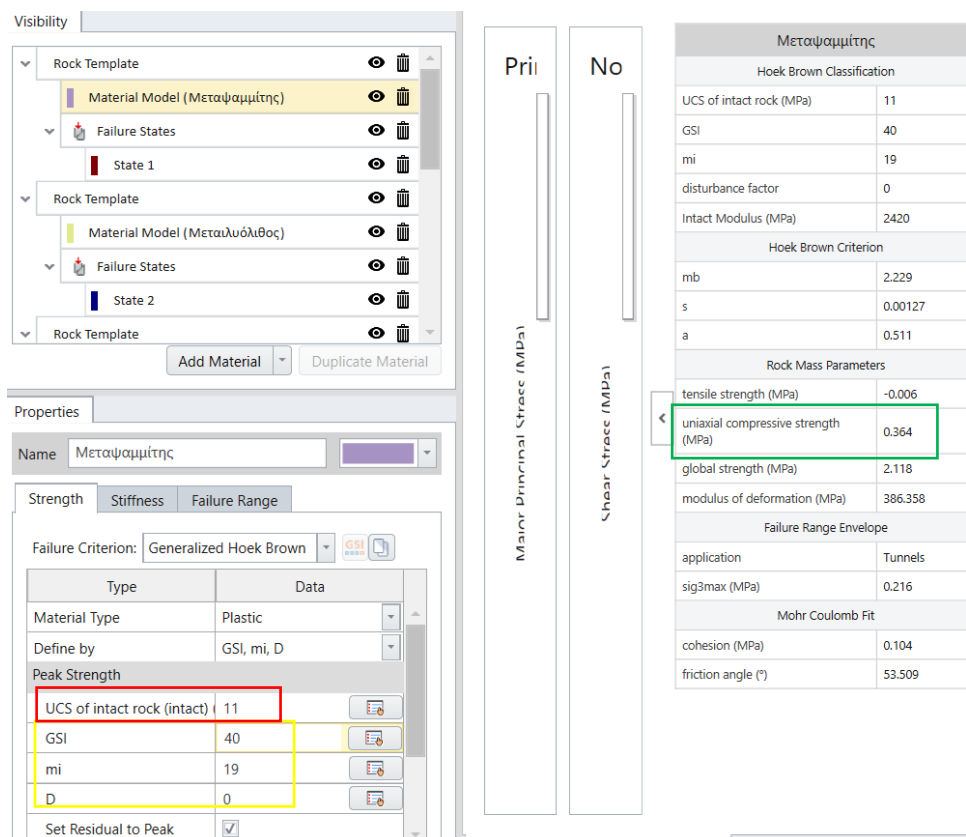 Visibility
Rock Template
Material Model (Μεταψαμμίτης)
Failure States
State 1
Rock Template
Material Model (Μεταιλυόλιθος)
Failure States
State 2
Rock Template
Add Material
Duplicate Material
Properties
Name Μεταψαμμίτης
Strength Stiffness Failure Range
Failure Criterion: Generalized Hoek Brown GSI
Type Data
Material Type Plastic
Define by GSI, mi, D
Peak Strength
UCS of intact rock (intact) ( 11
GSI 40
mi 19
D 0
Set Residual to Peak
Pri
Major Principal Stress (MPa)
No
Shear Stress (MPa)
Μεταψαμμίτης
Hoek Brown Classification
UCS of intact rock (MPa) 11
GSI 40
mi 19
disturbance factor 0
Intact Modulus (MPa) 2420
Hoek Brown Criterion
mb 2.229
s 0.00127
a 0.511
Rock Mass Parameters
tensile strength (MPa) -0.006
uniaxial compressive strength
(MPa) 0.364
global strength (MPa) 2.118
modulus of deformation (MPa) 386.358
Failure Range Envelope
application Tunnels
sig3max (MPa) 0.216
Mohr Coulomb Fit
cohesion (MPa) 0.104
friction angle (°) 53.509